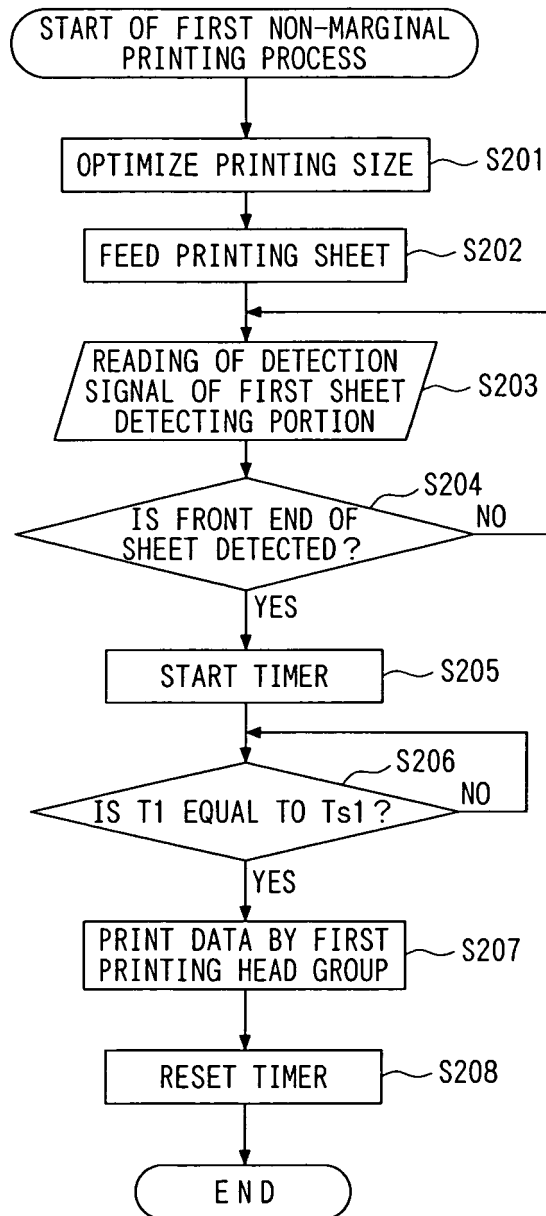 START OF FIRST NON-MARGINAL
PRINTING PROCESS
OPTIMIZE PRINTING SIZE
S201
FEED PRINTING SHEET
S202
READING OF DETECTION
SIGNAL OF FIRST SHEET
DETECTING PORTION
S203
S204
IS FRONT END OF
SHEET DETECTED?
NO
YES
START TIMER
S205
S206
IS T1 EQUAL TO Ts1?
NO
YES
PRINT DATA BY FIRST
PRINTING HEAD GROUP
S207
RESET TIMER
S208
END